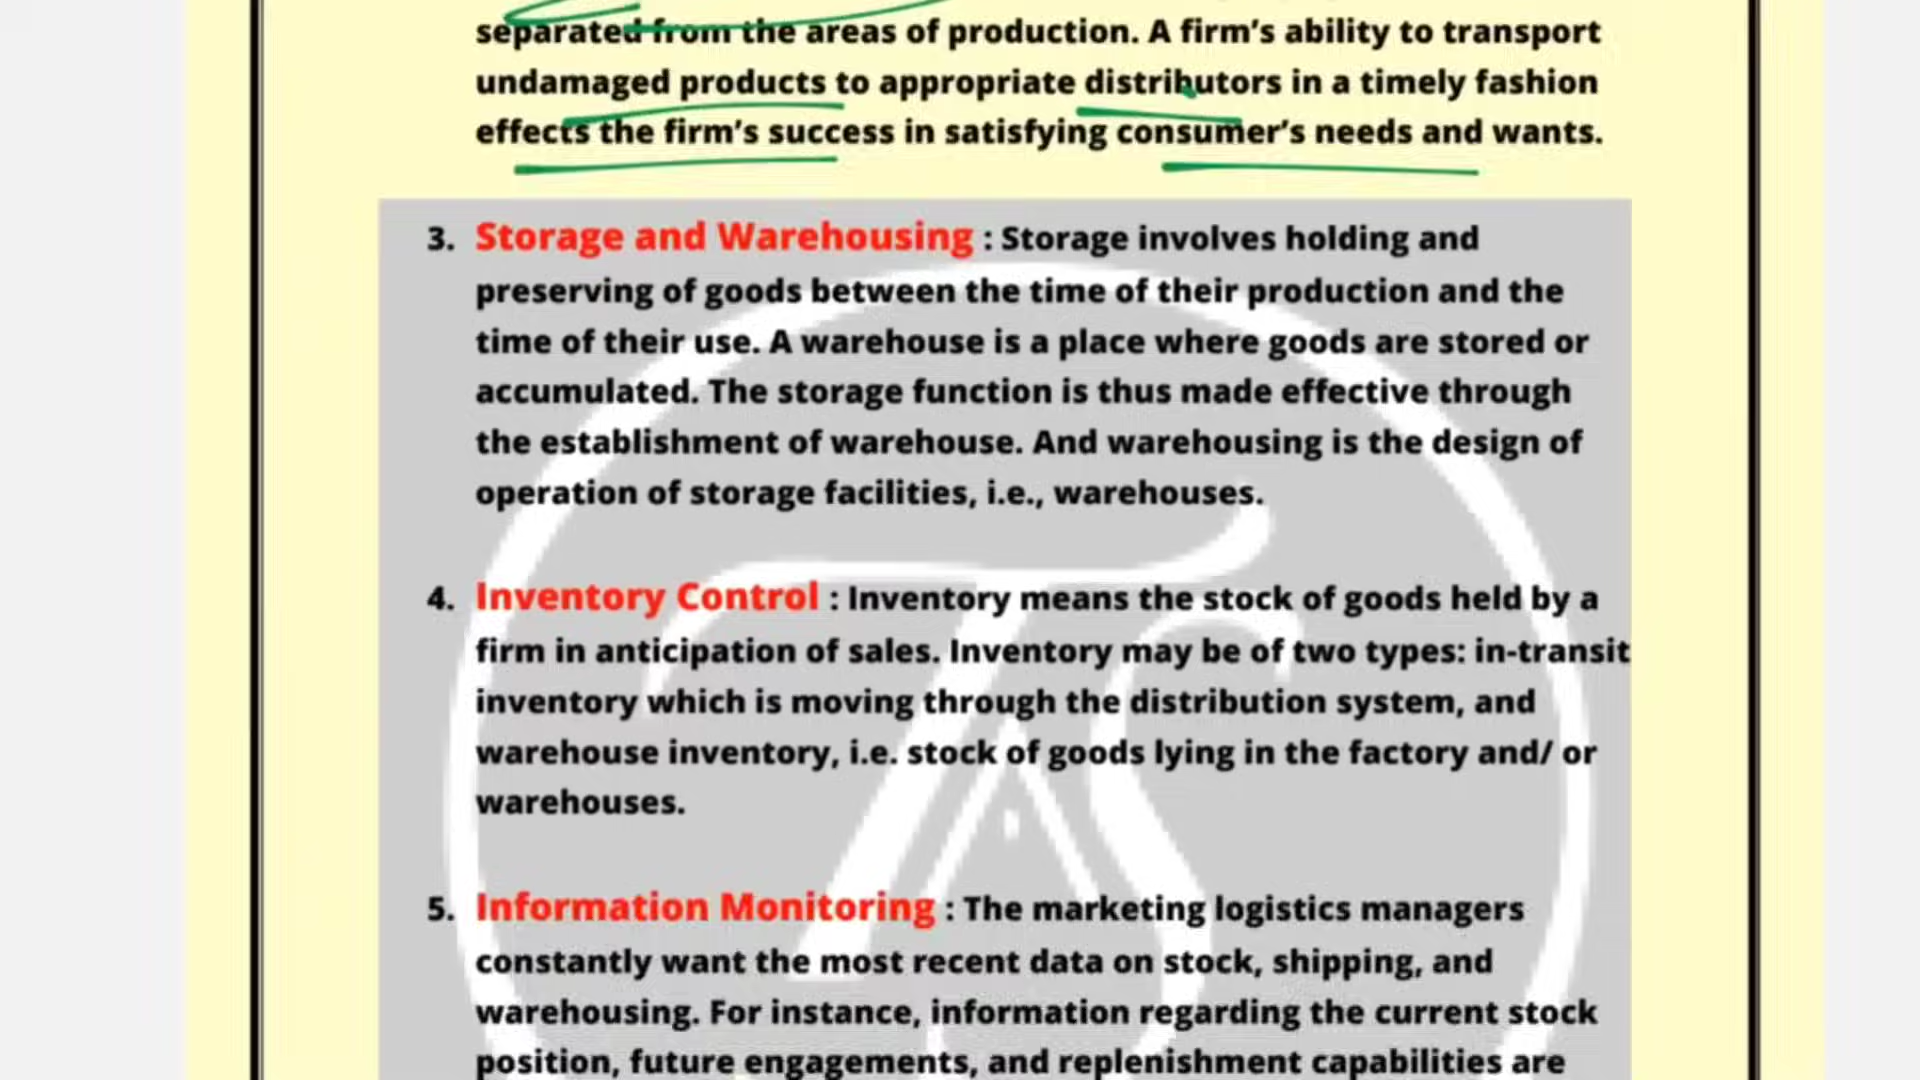 separated from the areas of production. A firm's ability to transport
undamaged products to appropriate distributors in a timely fashion
effects the firm's success in satisfying consumer's needs and wants.
3. Storage and Warehousing : Storage involves holding and
preserving of goods between the time of their production and the
time of their use. A warehouse is a place where goods are stored or
accumulated. The storage function is thus made effective through
the establishment of warehouse. And warehousing is the design of
operation of storage facilities, i.e., warehouses.
4. Inventory Control : Inventory means the stock of goods held by a
firm in anticipation of sales. Inventory may be of two types: in-transit
inventory which is moving through the distribution system, and
warehouse inventory, i.e. stock of goods lying in the factory and/ or
warehouses.
5. Information Monitoring : The marketing logistics managers
constantly want the most recent data on stock, shipping, and
warehousing. For instance, information regarding the current stock
position, future engagements, and replenishment capabilities are